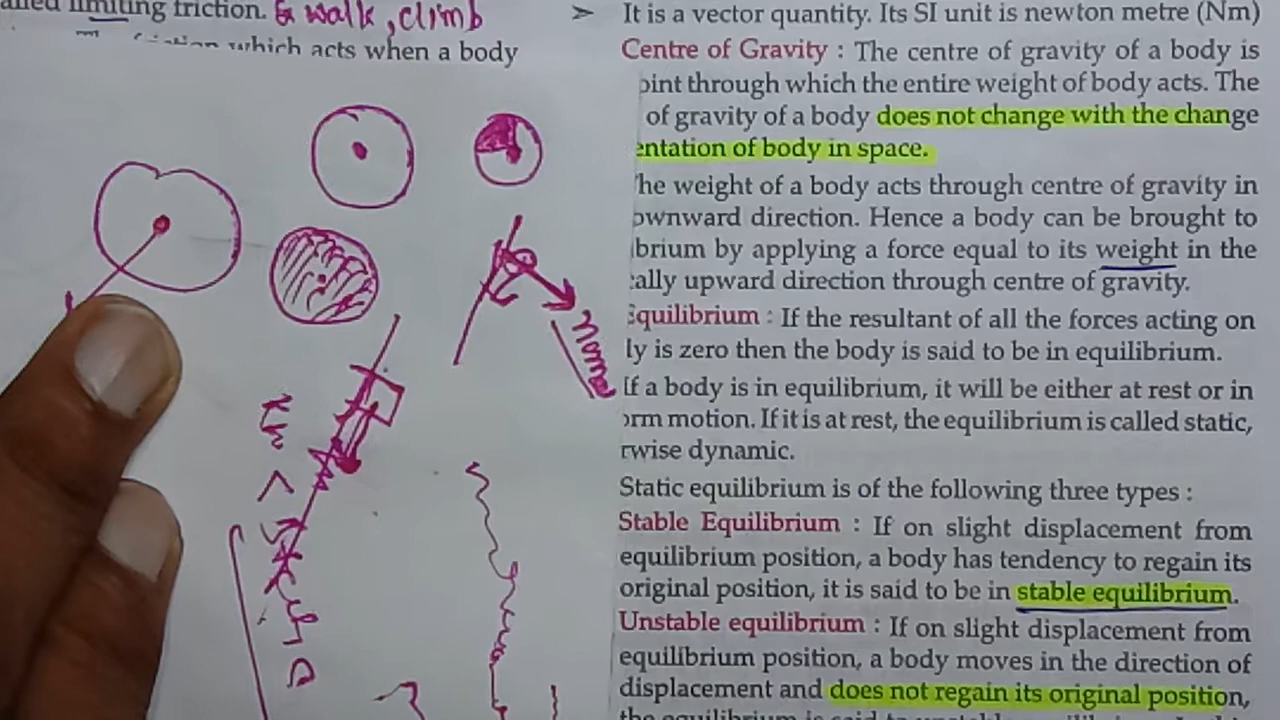 limiting friction. & walk, climb
which acts when a body
mome
It is a vector quantity. Its SI unit is newton metre (Nm)
Centre of Gravity : The centre of gravity of a body is
oint through which the entire weight of body acts. The
of gravity of a body does not change with the change
entation of body in space.
he weight of a body acts through centre of gravity in
ownward direction. Hence a body can be brought to
ibrium by applying a force equal to its weight in the
cally upward direction through centre of gravity.
Equilibrium : If the resultant of all the forces acting on
ly is zero then the body is said to be in equilibrium.
If a body is in equilibrium, it will be either at rest or in
orm motion. If it is at rest, the equilibrium is called static,
rwise dynamic.
Static equilibrium is of the following three types :
Stable Equilibrium : If on slight displacement from
equilibrium position, a body has tendency to regain its
original position, it is said to be in stable equilibrium.
Unstable equilibrium : If on slight displacement from
equilibrium position, a body moves in the direction of
displacement and does not regain its original position,